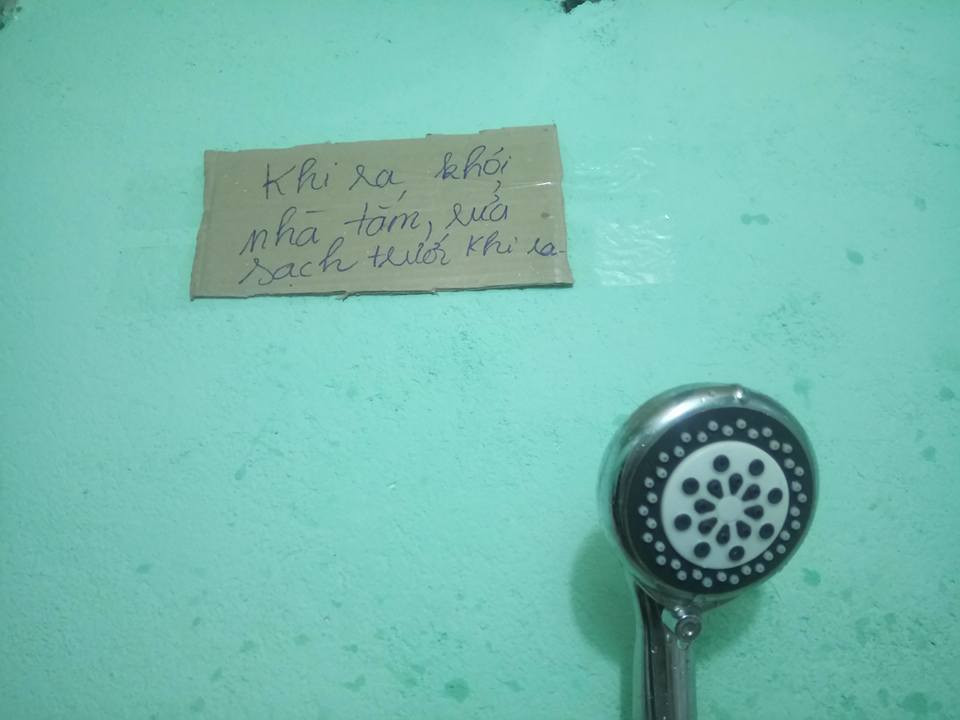 Khi ra khỏi
nhà tắm, rửa
sạch trước khi ra.